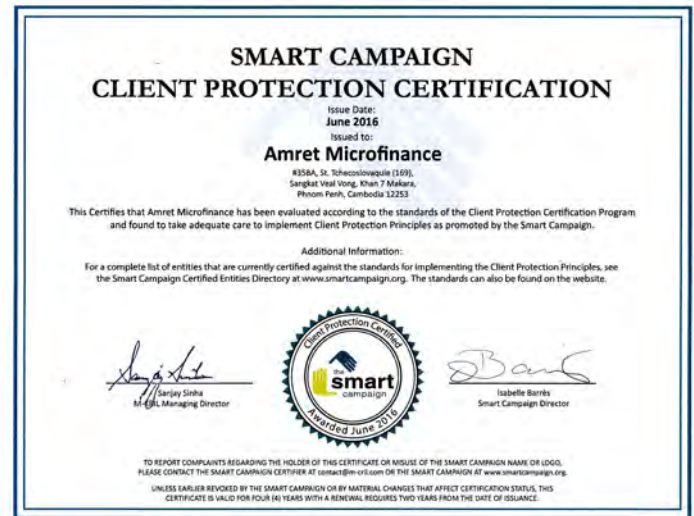 SMART CAMPAIGN
CLIENT PROTECTION CERTIFICATION
Issue Date:
June 2016
Issued to:
Amret Microfinance
#35BA, St. Tchecoslovaquie (169),
Sangkat Veal Vong, Khan 7 Makara,
Phnom Penh, Cambodia 12253
This Certifies that Amret Microfinance has been evaluated according to the standards of the Client Protection Certification Program
and found to take adequate care to implement Client Protection Principles as promoted by the Smart Campaign.
Additional Information:
For a complete list of entities that are currently certified against the standards for implementing the Client Protection Principles, see
the Smart Campaign Certified Entities Directory at www.smartcampaign.org. The standards can also be found on the website.
Client Protection Certified
the
smart
campaign
Awarded June 2016
Sanjay Sinha
M-CRIL Managing Director
Isabelle Barrès
Smart Campaign Director
TO REPORT COMPLAINTS REGARDING THE HOLDER OF THIS CERTIFICATE OR MISUSE OF THE SMART CAMPAIGN NAME OR LOGO,
PLEASE CONTACT THE SMART CAMPAIGN CERTIFIER AT contact@m-cril.com OR THE SMART CAMPAIGN AT www.smartcampaign.org.
UNLESS EARLIER REVOKED BY THE SMART CAMPAIGN OR BY MATERIAL CHANGES THAT AFFECT CERTIFICATION STATUS, THIS
CERTIFICATE IS VALID FOR FOUR (4) YEARS WITH A RENEWAL REQUIRES TWO YEARS FROM THE DATE OF ISSUANCE.